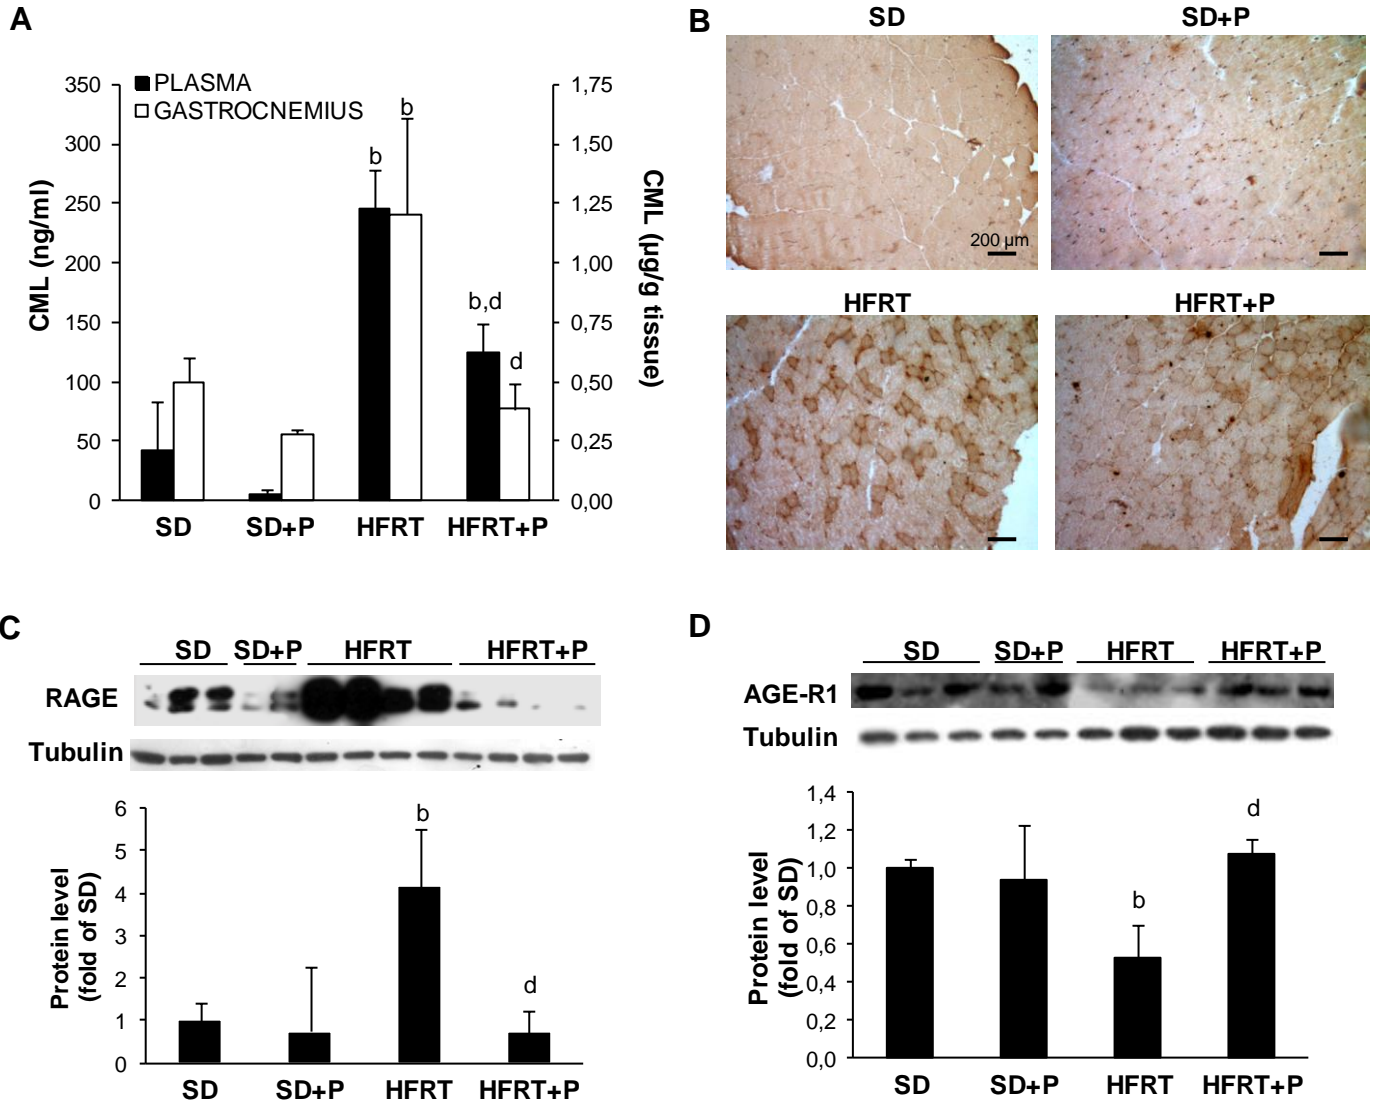 A
PLASMA
GASTROCNEMIUS
350
300
250
200
150
100
50
0
CML (ng/ml)
1,75
1,50
1,25
1,00
0,75
0,50
0,25
0,00
CML (µg/g tissue)
b
b
b,d
d
SD
SD+P
HFRT
HFRT+P
B
SD
SD+P
200 µm
HFRT
HFRT+P
C
SD
SD+P
HFRT
HFRT+P
RAGE
Tubulin
6
5
4
3
2
1
0
Protein level
(fold of SD)
b
d
SD
SD+P
HFRT
HFRT+P
D
SD
SD+P
HFRT
HFRT+P
AGE-R1
Tubulin
1,4
1,2
1,0
0,8
0,6
0,4
0,2
0,0
Protein level
(fold of SD)
b
d
SD
SD+P
HFRT
HFRT+P